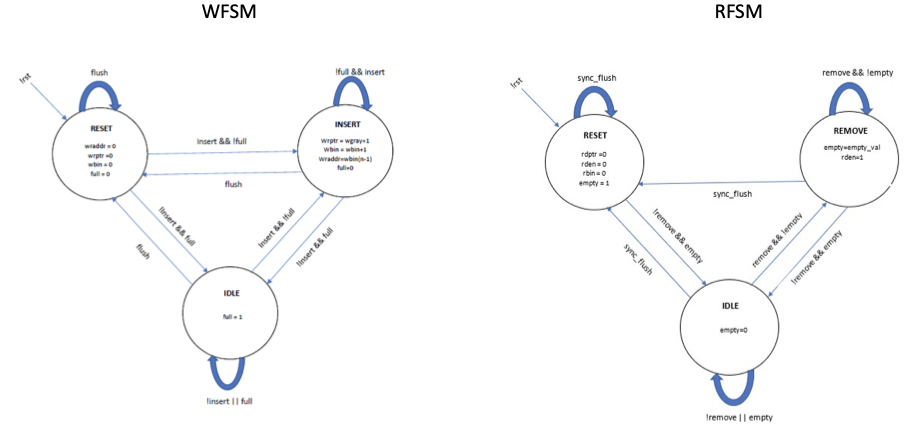 WFSM
RFSM
!rst
flush
!full && insert
RESET
wraddr = 0
wrptr =0
wbin = 0
full = 0
INSERT
Wrptr = wgray+1
Wbin = wbin+1
Wraddr=wbin(n-1)
full=0
Insert && !full
flush
!Insert && full
flush
Insert && !full
!Insert && full
IDLE
full = 1
!insert || full
!rst
sync_flush
remove && !empty
RESET
rdptr =0
rden = 0
rbin = 0
empty = 1
REMOVE
empty=empty_val
rden=1
sync_flush
!remove && empty
sync_flush
remove && !empty
!remove && empty
IDLE
empty=0
!remove || empty